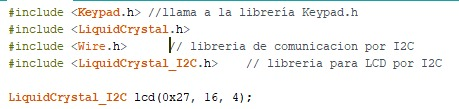 #include <Keypad.h> //llama a la librería Keypad.h
#include <LiquidCrystal.h>
#include <Wire.h> // libreria de comunicacion por I2C
#include <LiquidCrystal_I2C.h> // libreria para LCD por I2C
LiquidCrystal_I2C lcd(0x27, 16, 4);